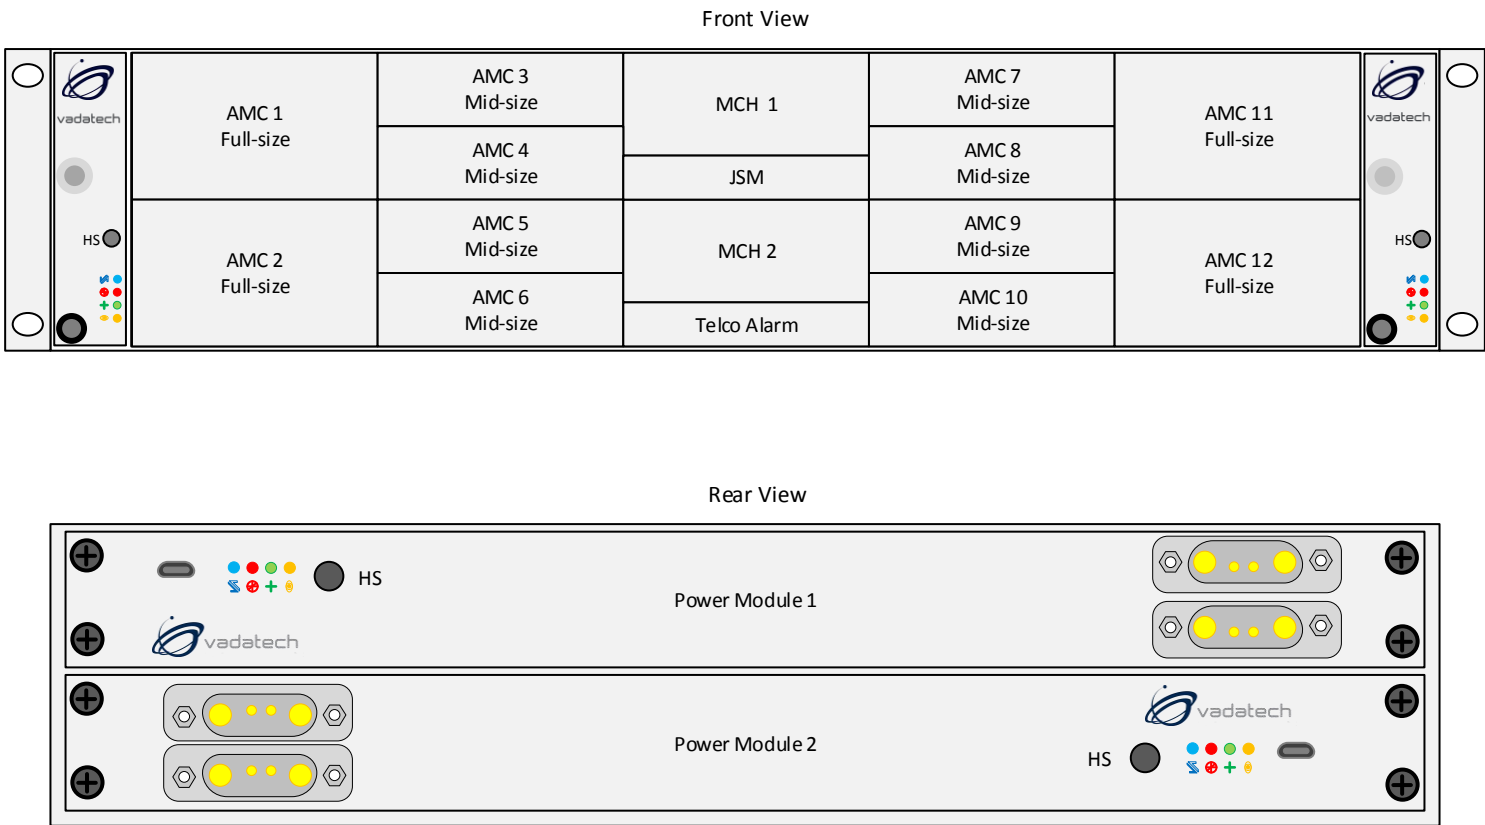 Front View
vadatech
HS
AMC 1
Full-size
AMC 2
Full-size
AMC 3
Mid-size
AMC 4
Mid-size
AMC 5
Mid-size
AMC 6
Mid-size
MCH 1
JSM
MCH 2
Telco Alarm
AMC 7
Mid-size
AMC 8
Mid-size
AMC 9
Mid-size
AMC 10
Mid-size
AMC 11
Full-size
AMC 12
Full-size
vadatech
HS
Rear View
HS
vadatech
Power Module 1
Power Module 2
vadatech
HS